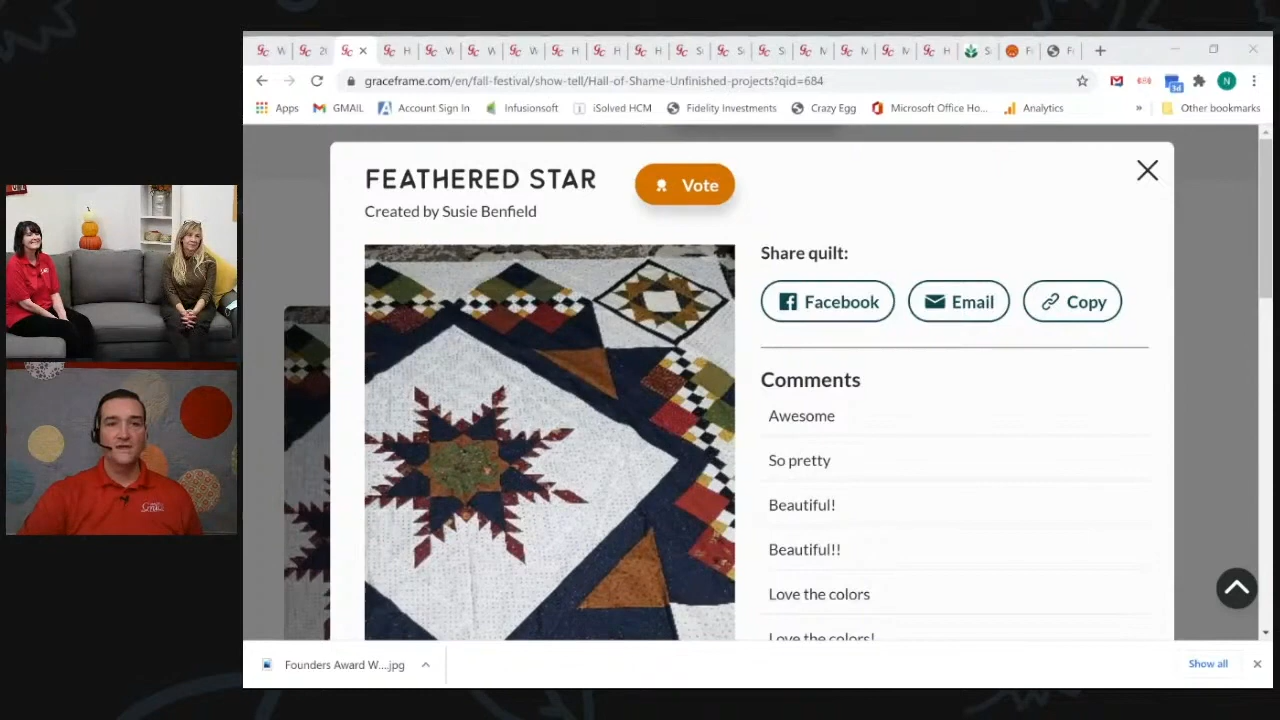 graceframe.com/en/fall-festival/show-tell/Hall-of-Shame-Unfinished-projects?qid=684
Apps GMAIL Account Sign In Infusionsoft iSolved HCM Fidelity Investments Crazy Egg Microsoft Office Ho... Analytics » Other bookmarks
FEATHERED STAR
Vote
Created by Susie Benfield
Share quilt:
Facebook Email Copy
Comments
Awesome
So pretty
Beautiful!
Beautiful!!
Love the colors
Love the colors!
Founders Award W....jpg
Show all